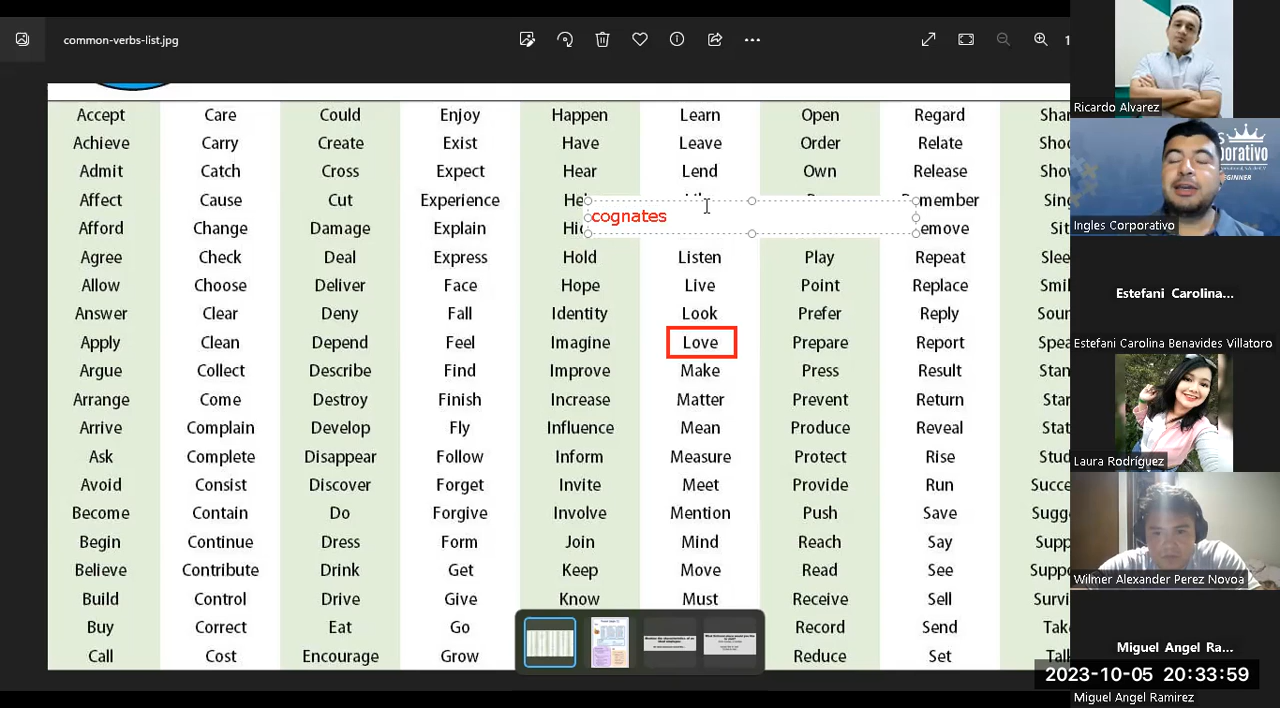 common-verbs-list.jpg
Accept Care Could Enjoy Happen Learn Open Regard
Achieve Carry Create Exist Have Leave Order Relate
Admit Catch Cross Expect Hear Lend Own Release
Affect Cause Cut Experience
cognates
Afford Change Damage Explain
Agree Check Deal Express Hold Listen Play Repeat
Allow Choose Deliver Face Hope Live Point Replace
Answer Clear Deny Fall Identity Look Prefer Reply
Apply Clean Depend Feel Imagine Love Prepare Report
Argue Collect Describe Find Improve Make Press Result
Arrange Come Destroy Finish Increase Matter Prevent Return
Arrive Complain Develop Fly Influence Mean Produce Reveal
Ask Complete Disappear Follow Inform Measure Protect Rise
Avoid Consist Discover Forget Invite Meet Provide Run
Become Contain Do Forgive Involve Mention Push Save
Begin Continue Dress Form Join Mind Reach Say
Believe Contribute Drink Get Keep Move Read See
Build Control Drive Give Know Must Receive Sell
Buy Correct Eat Go Record Send
Call Cost Encourage Grow Reduce Set
Ricardo Alvarez
Ingles Corporativo
Estefani Carolina...
Estefani Carolina Benavides Villatoro
Laura Rodríguez
Wilmer Alexander Perez Novoa
Miguel Angel Ra...
2023-10-05 20:33:59
Miguel Angel Ramirez